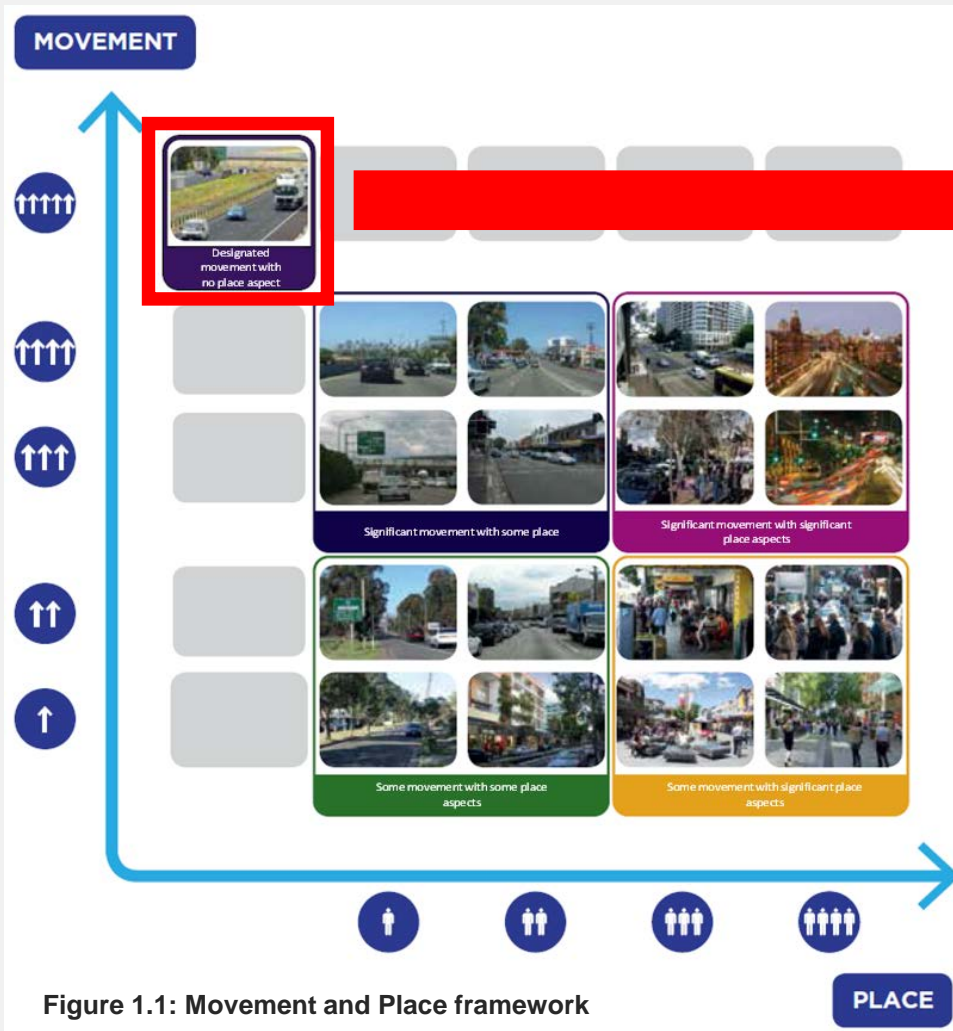 MOVEMENT
Designated
movement with
no place aspect
Significant movement with some place
Significant movement with significant
place aspects
Some movement with some place
aspects
Some movement with significant place
aspects
Figure 1.1: Movement and Place framework
PLACE